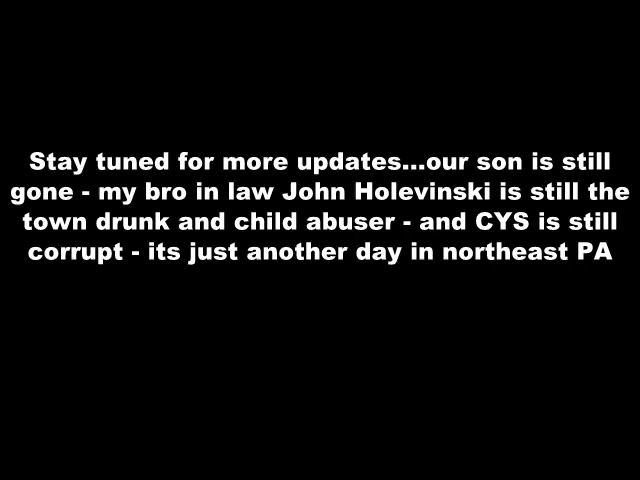 Stay tuned for more updates...our son is still
gone - my bro in law John Holevinski is still the
town drunk and child abuser - and CYS is still
corrupt - its just another day in northeast PA